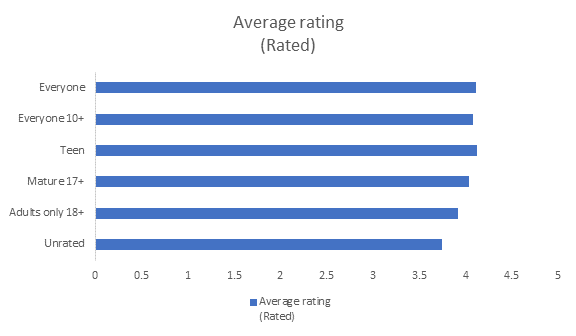 Average rating
(Rated)
Everyone
Everyone 10+
Teen
Mature 17+
Adults only 18+
Unrated
0 0.5 1 1.5 2 2.5 3 3.5 4 4.5 5
Average rating
(Rated)